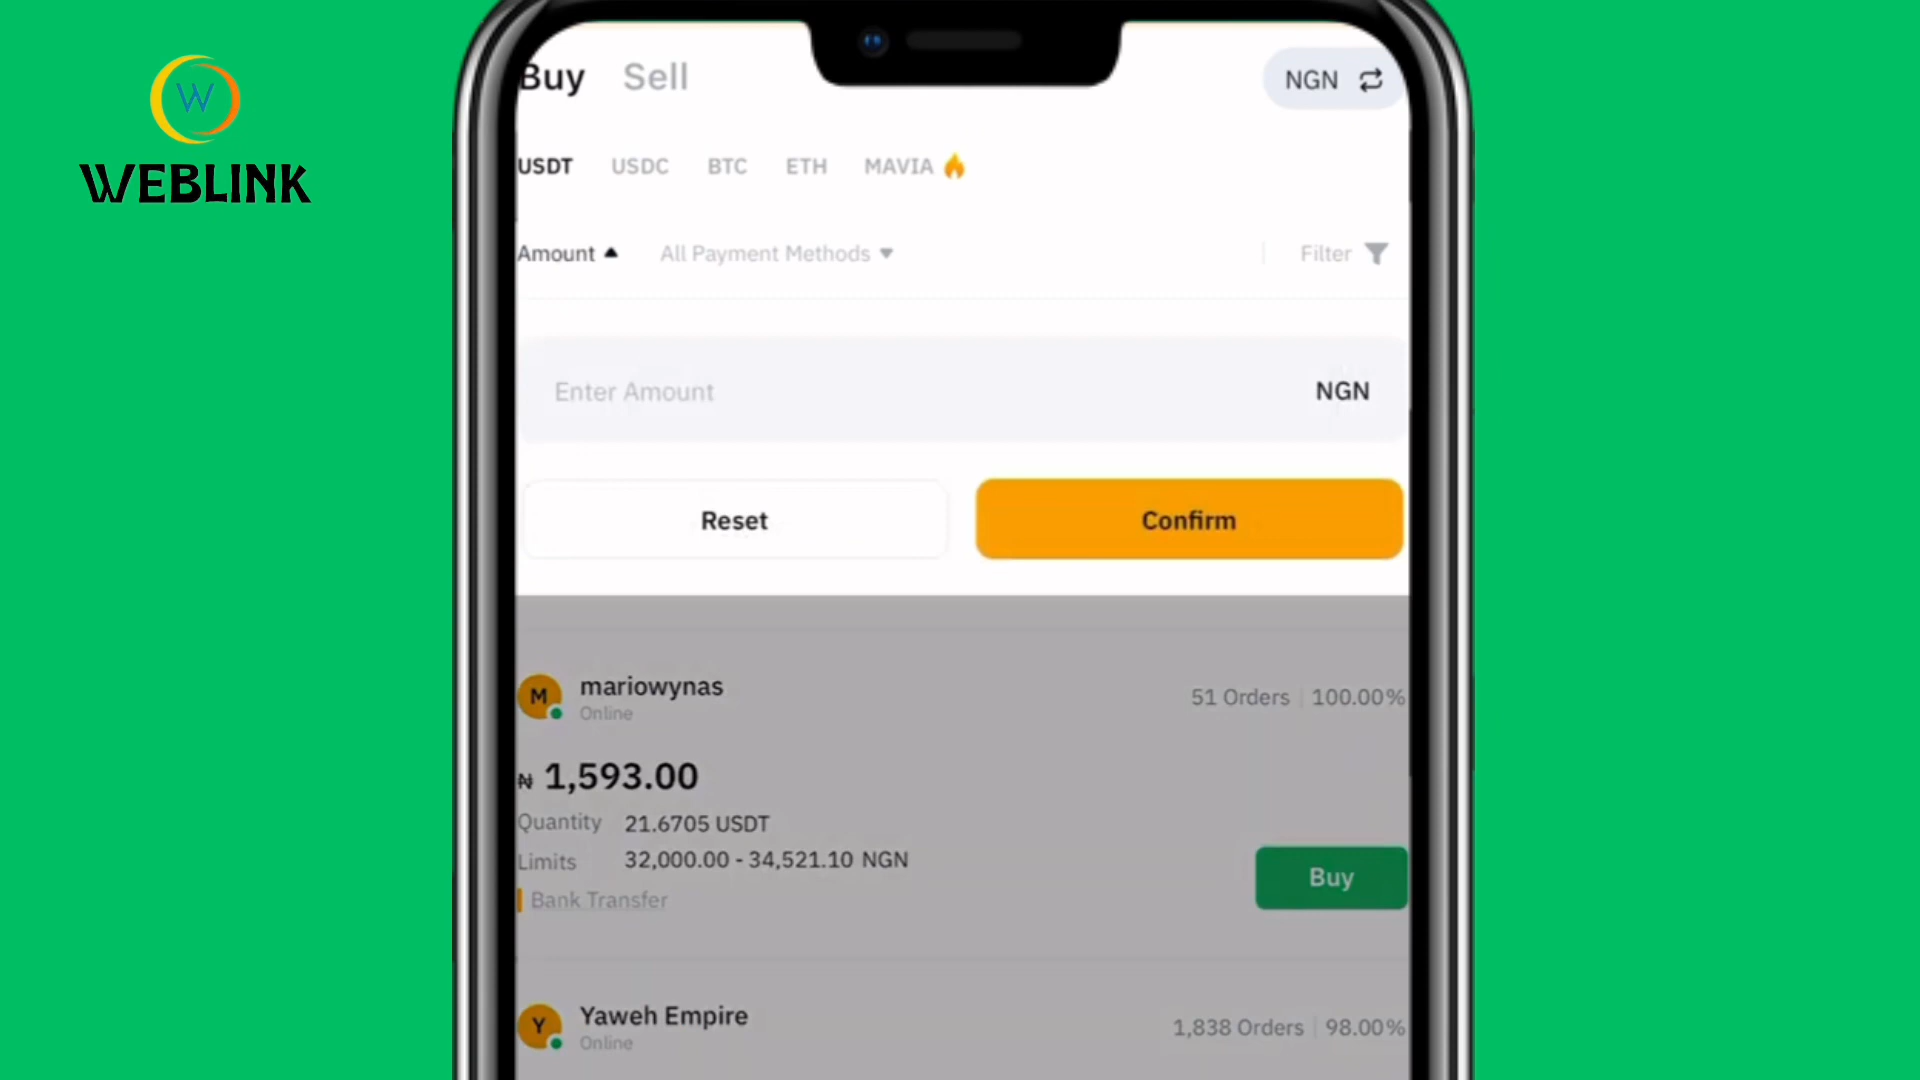 W
WEBLINK
Buy Sell NGN
USDT USDC BTC ETH MAVIA
Amount All Payment Methods Filter
Enter Amount NGN
Reset Confirm
M mariowynas
Online
51 Orders 100.00%
₦ 1,593.00
Quantity 21.6705 USDT
Limits 32,000.00 - 34,521.10 NGN
Buy
Bank Transfer
Y Yaweh Empire
Online
1,838 Orders 98.00%